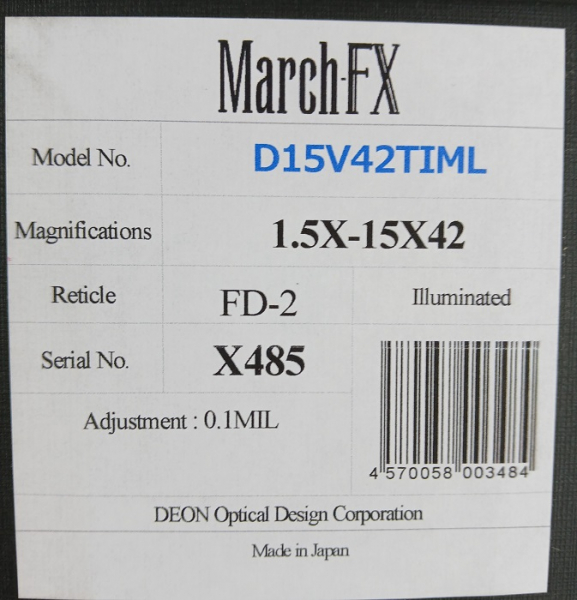 March-FX
Model No. D15V42TIML
Magnifications 1.5X-15X42
Reticle FD-2 Illuminated
Serial No. X485
Adjustment : 0.1MIL
4 570058 003484
DEON Optical Design Corporation
Made in Japan